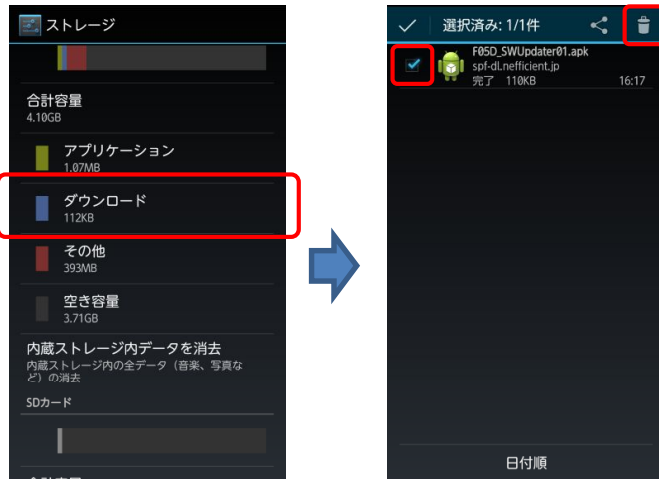 ストレージ
合計容量
4.10GB
アプリケーション
1.07MB
ダウンロード
112KB
その他
393MB
空き容量
3.71GB
内蔵ストレージ内データを消去
内蔵ストレージ内の全データ（音楽、写真な
ど）の消去
SDカード
選択済み: 1/1件
F05D_SWUpdater01.apk
spf-dl.nefficient.jp
完了 110KB 16:17
日付順